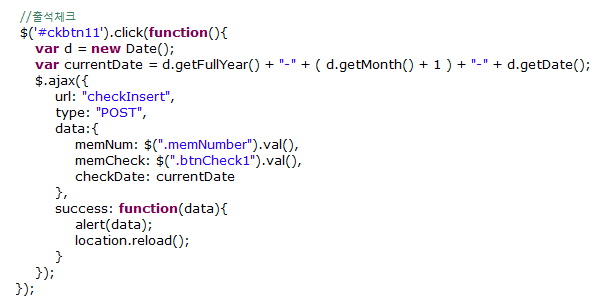 //출석체크
$('#ckbtn11').click(function(){
var d = new Date();
var currentDate = d.getFullYear() + "-" + ( d.getMonth() + 1 ) + "-" + d.getDate();
$.ajax({
url: "checkInsert",
type: "POST",
data:{
memNum: $(".memNumber").val(),
memCheck: $(".btnCheck1").val(),
checkDate: currentDate
},
success: function(data){
alert(data);
location.reload();
}
});
});